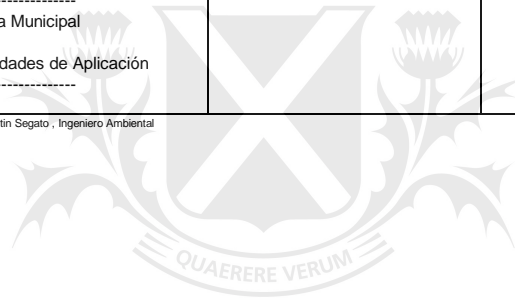 --------------
a Municipal
dades de Aplicación
--------------
tin Segato , Ingeniero Ambiental
QUAERERE VERUM